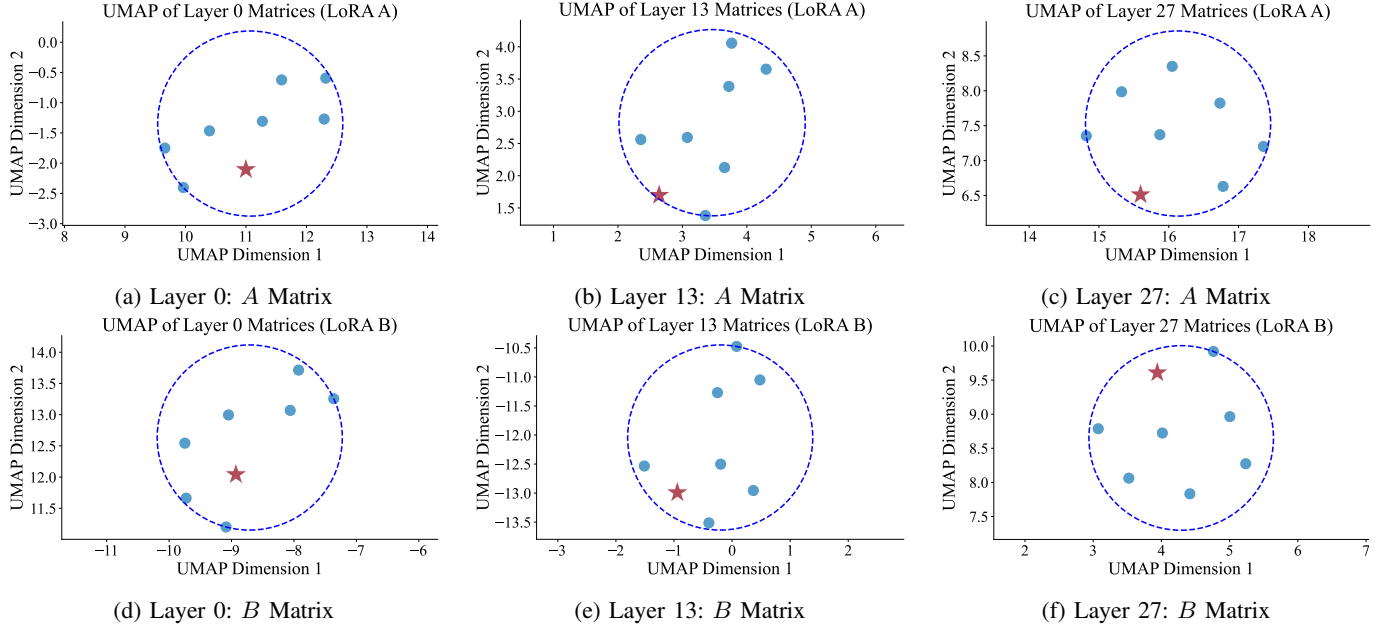 UMAP of Layer 0 Matrices (LoRA A)
UMAP Dimension 2
0.0
−0.5
−1.0
−1.5
−2.0
−2.5
−3.0
8 9 10 11 12 13 14
UMAP Dimension 1
(a) Layer 0: A Matrix
UMAP of Layer 13 Matrices (LoRA A)
UMAP Dimension 2
4.0
3.5
3.0
2.5
2.0
1.5
1 2 3 4 5 6
UMAP Dimension 1
(b) Layer 13: A Matrix
UMAP of Layer 27 Matrices (LoRA A)
UMAP Dimension 2
8.5
8.0
7.5
7.0
6.5
14 15 16 17 18
UMAP Dimension 1
(c) Layer 27: A Matrix
UMAP of Layer 0 Matrices (LoRA B)
UMAP Dimension 2
14.0
13.5
13.0
12.5
12.0
11.5
−11 −10 −9 −8 −7 −6
UMAP Dimension 1
(d) Layer 0: B Matrix
UMAP of Layer 13 Matrices (LoRA B)
UMAP Dimension 2
−10.5
−11.0
−11.5
−12.0
−12.5
−13.0
−13.5
−3 −2 −1 0 1 2
UMAP Dimension 1
(e) Layer 13: B Matrix
UMAP of Layer 27 Matrices (LoRA B)
UMAP Dimension 2
10.0
9.5
9.0
8.5
8.0
7.5
2 3 4 5 6 7
UMAP Dimension 1
(f) Layer 27: B Matrix